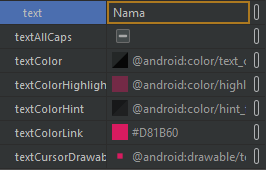 text Nama
textAllCaps
textColor @android:color/text_c
textColorHighligh @android:color/highl
textColorHint @android:color/hint_
textColorLink #D81B60
textCursorDrawab @android:drawable/te